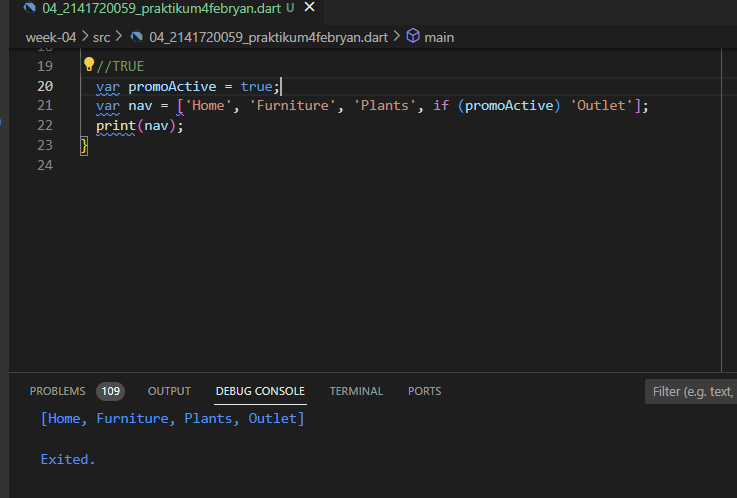 04_2141720059_praktikum4febryan.dart U
week-04 > src > 04_2141720059_praktikum4febryan.dart > main
19 //TRUE
20 var promoActive = true;
21 var nav = ['Home', 'Furniture', 'Plants', if (promoActive) 'Outlet'];
22 print(nav);
23 }
24
PROBLEMS 109 OUTPUT DEBUG CONSOLE TERMINAL PORTS Filter (e.g. text,
[Home, Furniture, Plants, Outlet]
Exited.